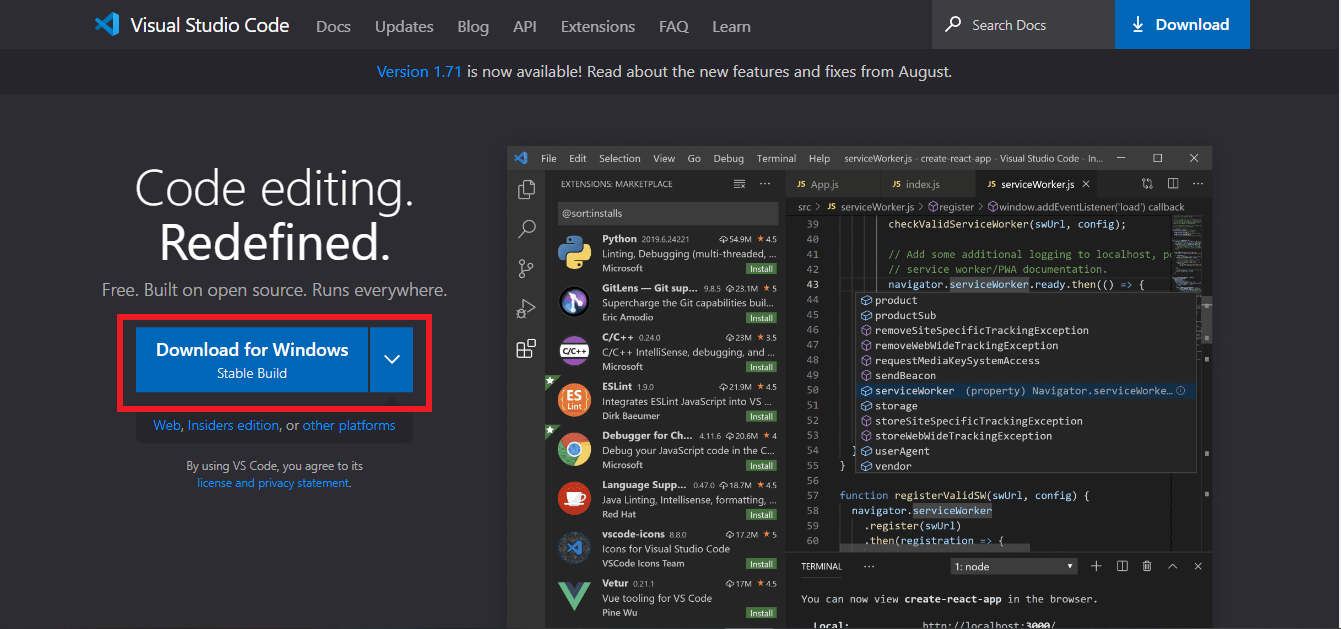 Visual Studio Code Docs Updates Blog API Extensions FAQ Learn Search Docs Download
Version 1.71 is now available! Read about the new features and fixes from August.
Code editing.
Redefined.
Free. Built on open source. Runs everywhere.
Download for Windows
Stable Build
Web, Insiders edition, or other platforms
By using VS Code, you agree to its
license and privacy statement.
File Edit Selection View Go Debug Terminal Help serviceWorker.js - create-react-app - Visual Studio Code - In...
EXTENSIONS: MARKETPLACE
@sort:installs
Python 2019.6.24221 54.9M 4.5
Linting, Debugging (multi-threaded, ...
Microsoft Install
GitLens — Git sup... 9.8.5 23.1M 5
Supercharge the Git capabilities buil...
Eric Amodio Install
C/C++
C/C++ 0.24.0 23M 3.5
C/C++ IntelliSense, debugging, and ...
Microsoft Install
ES
Lint
ESLint 1.9.0 21.9M 4.5
Integrates ESLint JavaScript into VS ...
Dirk Baeumer Install
Debugger for Ch... 4.11.6 20.6M 4
Debug your JavaScript code in the C...
Microsoft Install
Language Supp... 0.47.0 18.7M 4.5
Java Linting, Intellisense, formatting, ...
Red Hat Install
vscode-icons 8.8.0 17.2M 5
Icons for Visual Studio Code
VSCode Icons Team Install
Vetur 0.21.1 17M 4.5
Vue tooling for VS Code
Pine Wu Install
JS App.js JS index.js JS serviceWorker.js
src > JS serviceWorker.js > register > window.addEventListener('load') callback
39 checkValidServiceWorker(swUrl, config);
40
41 // Add some additional logging to localhost, po
42 // service worker/PWA documentation.
43 navigator.serviceWorker.ready.then(() => {
44 product
45 productSub
46 removeSiteSpecificTrackingException
47 removeWebWideTrackingException
48 requestMediaKeySystemAccess
49 sendBeacon
50 serviceWorker (property) Navigator.serviceWorke...
51 storage
52 storeSiteSpecificTrackingException
53 storeWebWideTrackingException
54 } userAgent
55 } vendor
56
57 function registerValidSW(swUrl, config) {
58 navigator.serviceWorker
59 .register(swUrl)
60 .then(registration => {
TERMINAL ... 1: node
You can now view create-react-app in the browser.
Local: http://localhost:3000/